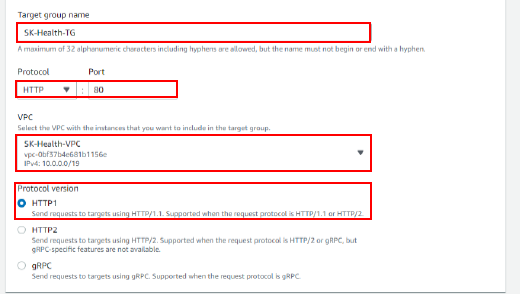 Target group name
SK-Health-TG
A maximum of 32 alphanumeric characters including hyphens are allowed, but the name must not begin or end with a hyphen.
Protocol Port
HTTP : 80
VPC
Select the VPC with the instances that you want to include in the target group.
SK-Health-VPC
vpc-0bf37b4e681b1156e
IPv4: 10.0.0.0/19
Protocol version
HTTP1
Send requests to targets using HTTP/1.1. Supported when the request protocol is HTTP/1.1 or HTTP/2.
HTTP2
Send requests to targets using HTTP/2. Supported when the request protocol is HTTP/2 or gRPC, but
gRPC-specific features are not available.
gRPC
Send requests to targets using gRPC. Supported when the request protocol is gRPC.